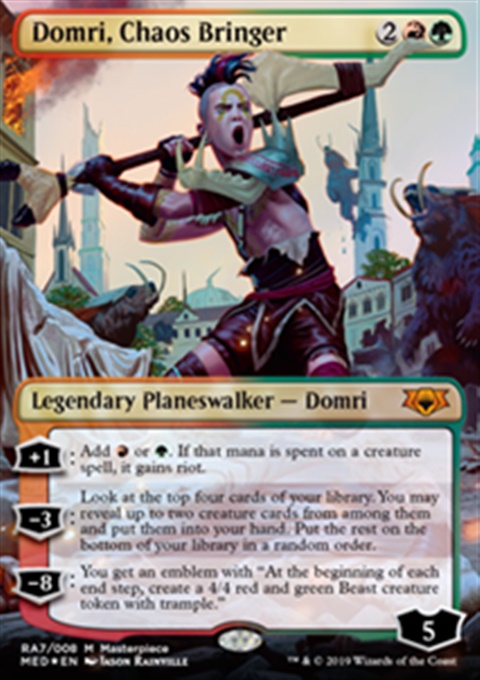 Domri, Chaos Bringer 2
Legendary Planeswalker — Domri
+1 : Add or . If that mana is spent on a creature
spell, it gains riot.
Look at the top four cards of your library. You may
-3 : reveal up to two creature cards from among them
and put them into your hand. Put the rest on the
bottom of your library in a random order.
-8 : You get an emblem with “At the beginning of each
end step, create a 4/4 red and green Beast creature
token with trample.”
5
RA7/008 M Masterpiece
MED★EN Jason Rainville ™ & © 2019 Wizards of the Coast